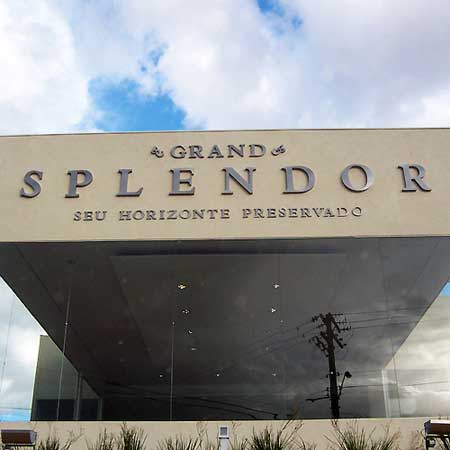 GRAND
SPLENDOR
SEU HORIZONTE PRESERVADO